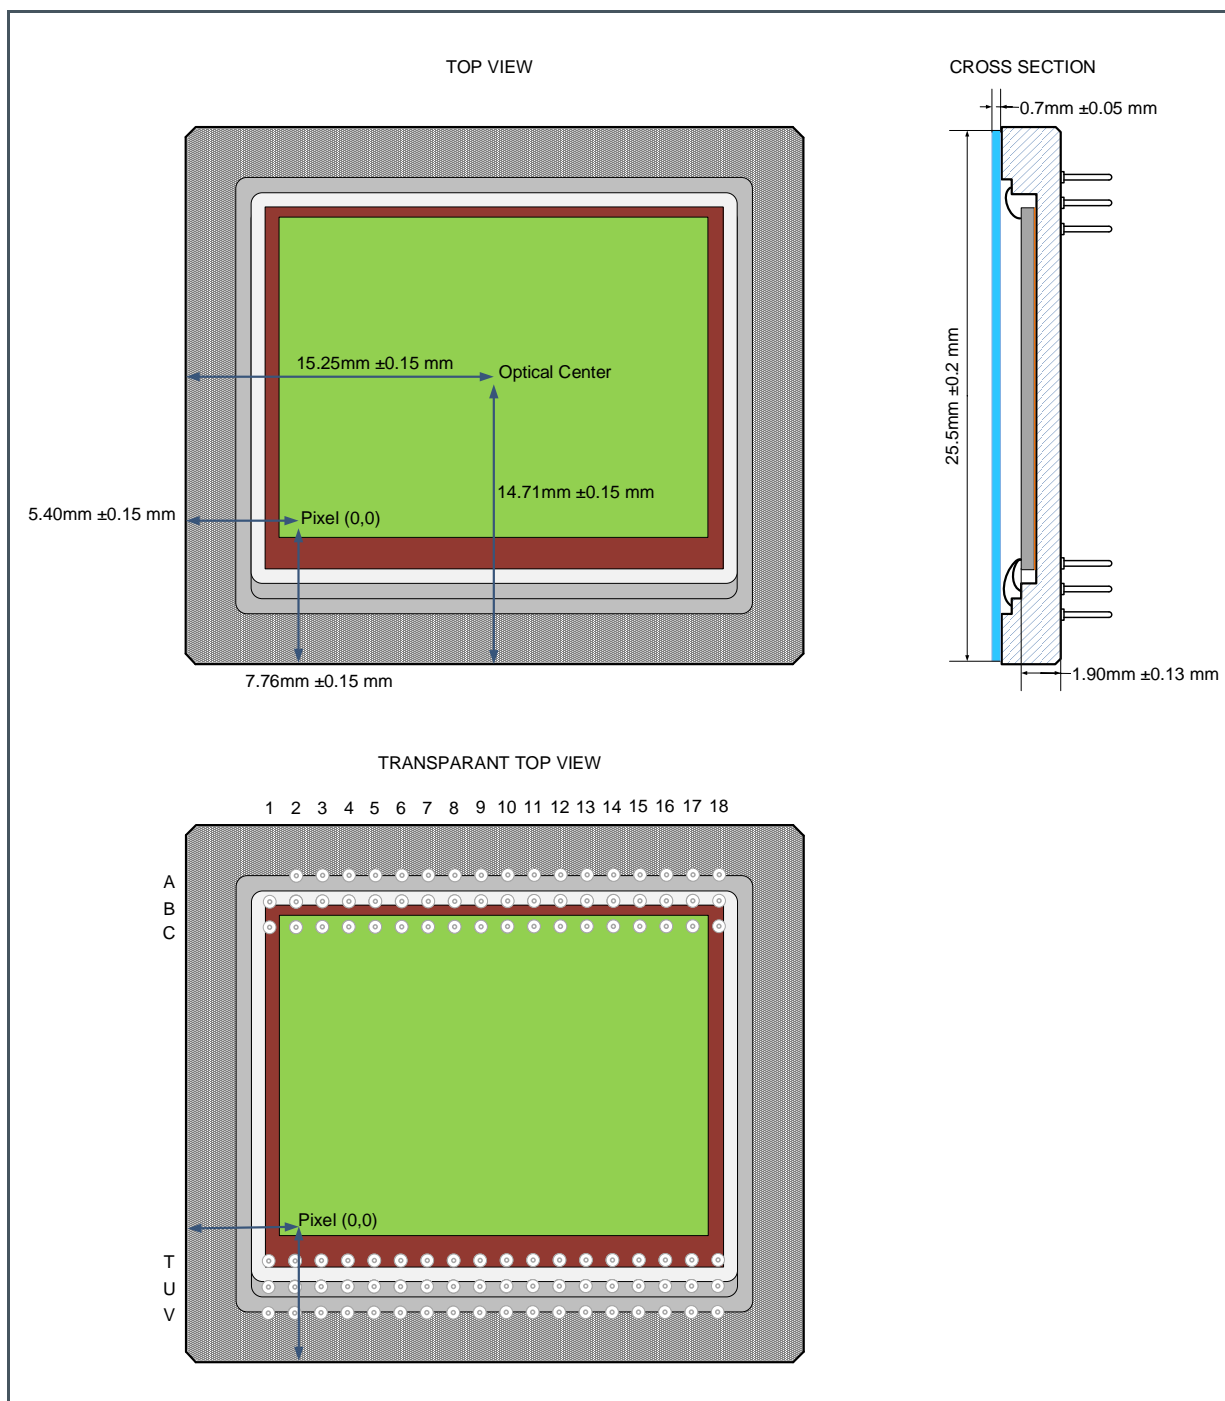 TOP VIEW
CROSS SECTION
0.7mm ±0.05 mm
15.25mm ±0.15 mm
Optical Center
25.5mm ±0.2 mm
14.71mm ±0.15 mm
5.40mm ±0.15 mm
Pixel (0,0)
7.76mm ±0.15 mm
1.90mm ±0.13 mm
TRANSPARANT TOP VIEW
1 2 3 4 5 6 7 8 9 10 11 12 13 14 15 16 17 18
A
B
C
Pixel (0,0)
T
U
V